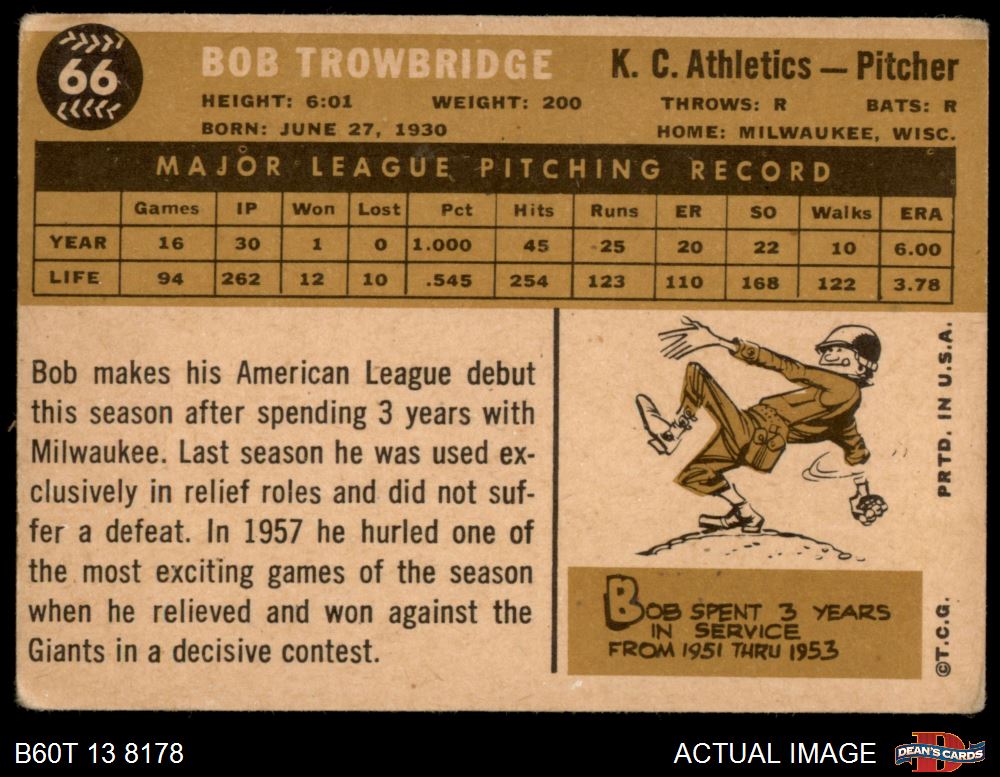 66
BOB TROWBRIDGE
K. C. Athletics — Pitcher
HEIGHT: 6:01 WEIGHT: 200 THROWS: R BATS: R
BORN: JUNE 27, 1930 HOME: MILWAUKEE, WISC.
MAJOR LEAGUE PITCHING RECORD
Games IP Won Lost Pct Hits Runs ER SO Walks ERA
YEAR 16 30 1 0 1.000 45 25 20 22 10 6.00
LIFE 94 262 12 10 .545 254 123 110 168 122 3.78
Bob makes his American League debut
this season after spending 3 years with
Milwaukee. Last season he was used ex-
clusively in relief roles and did not suf-
fer a defeat. In 1957 he hurled one of
the most exciting games of the season
when he relieved and won against the
Giants in a decisive contest.
BOB SPENT 3 YEARS
IN SERVICE
FROM 1951 THRU 1953
©T.C.G. PRTD. IN U.S.A.
B60T 13 8178
ACTUAL IMAGE
D
DEAN'S CARDS